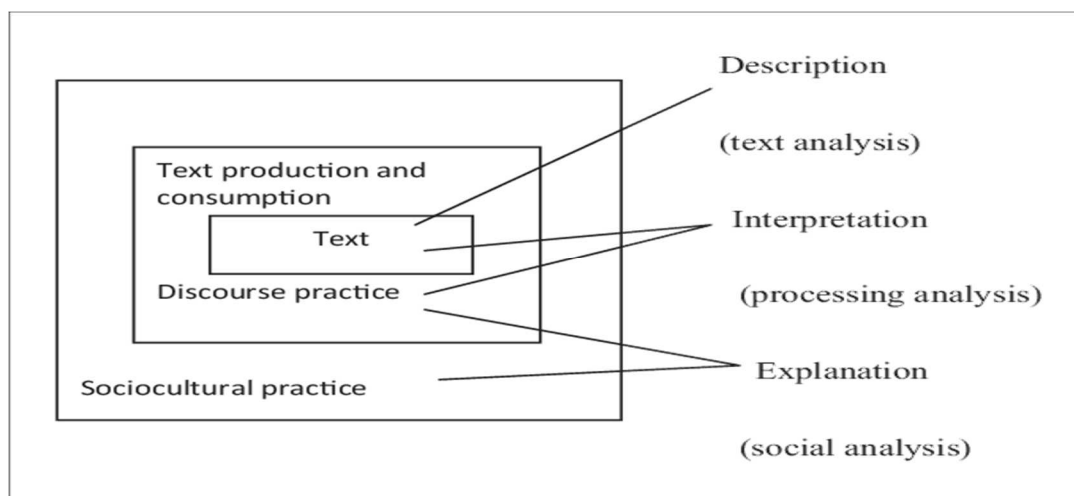 Description
(text analysis)
Text production and
consumption
Text
Interpretation
Discourse practice
(processing analysis)
Explanation
Sociocultural practice
(social analysis)